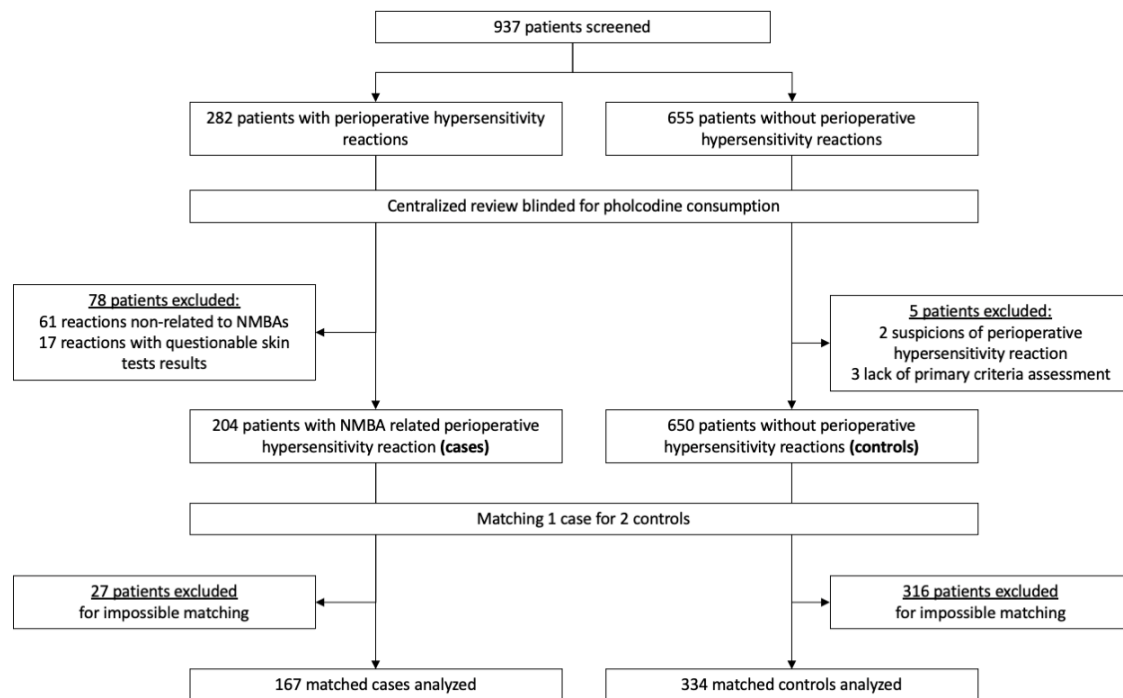 937 patients screened
282 patients with perioperative hypersensitivity
reactions
655 patients without perioperative
hypersensitivity reactions
Centralized review blinded for pholcodine consumption
78 patients excluded:
61 reactions non-related to NMBAs
17 reactions with questionable skin
tests results
5 patients excluded:
2 suspicions of perioperative
hypersensitivity reaction
3 lack of primary criteria assessment
204 patients with NMBA related perioperative
hypersensitivity reaction (cases)
650 patients without perioperative
hypersensitivity reactions (controls)
Matching 1 case for 2 controls
27 patients excluded
for impossible matching
316 patients excluded
for impossible matching
167 matched cases analyzed
334 matched controls analyzed